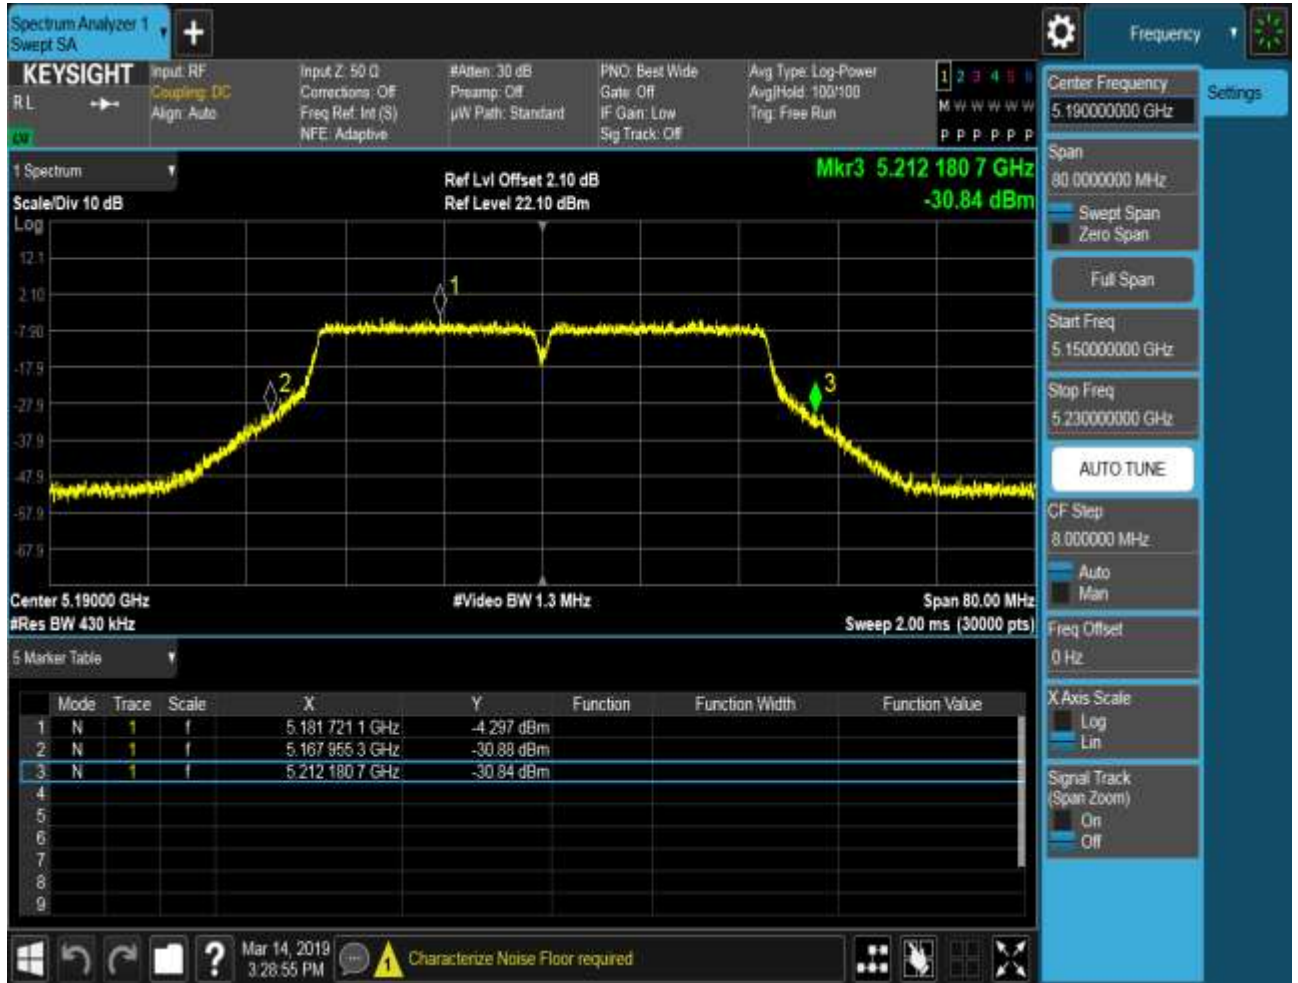 Spectrum Analyzer 1
Swept SA
+
Frequency
KEYSIGHT
RL
Input: RF
Coupling: DC
Align: Auto
Input Z: 50 Ω
Corrections: Off
Freq Ref: Int (S)
NFE: Adaptive
#Atten: 30 dB
Preamp: Off
µW Path: Standard
PNO: Best Wide
Gate: Off
IF Gain: Low
Sig Track: Off
Avg Type: Log-Power
Avg|Hold: 100/100
Trig: Free Run
1 2 3 4 5 6
M W W W W W
P P P P P P
1 Spectrum
Scale/Div 10 dB
Ref Lvl Offset 2.10 dB
Ref Level 22.10 dBm
Mkr3 5.212 180 7 GHz
-30.84 dBm
Log
12.1
2.10
-7.90
-17.9
-27.9
-37.9
-47.9
-57.9
-67.9
1
2
3
Center 5.19000 GHz
#Video BW 1.3 MHz
Span 80.00 MHz
#Res BW 430 kHz
Sweep 2.00 ms (30000 pts)
5 Marker Table
Mode Trace Scale X Y Function Function Width Function Value
1 N 1 f 5.181 721 1 GHz -4.297 dBm
2 N 1 f 5.167 955 3 GHz -30.88 dBm
3 N 1 f 5.212 180 7 GHz -30.84 dBm
4
5
6
7
8
9
Center Frequency
5.190000000 GHz
Settings
Span
80.0000000 MHz
Swept Span
Zero Span
Full Span
Start Freq
5.150000000 GHz
Stop Freq
5.230000000 GHz
AUTO TUNE
CF Step
8.000000 MHz
Auto
Man
Freq Offset
0 Hz
X Axis Scale
Log
Lin
Signal Track
(Span Zoom)
On
Off
?
Mar 14, 2019
3:28:55 PM
1
Characterize Noise Floor required